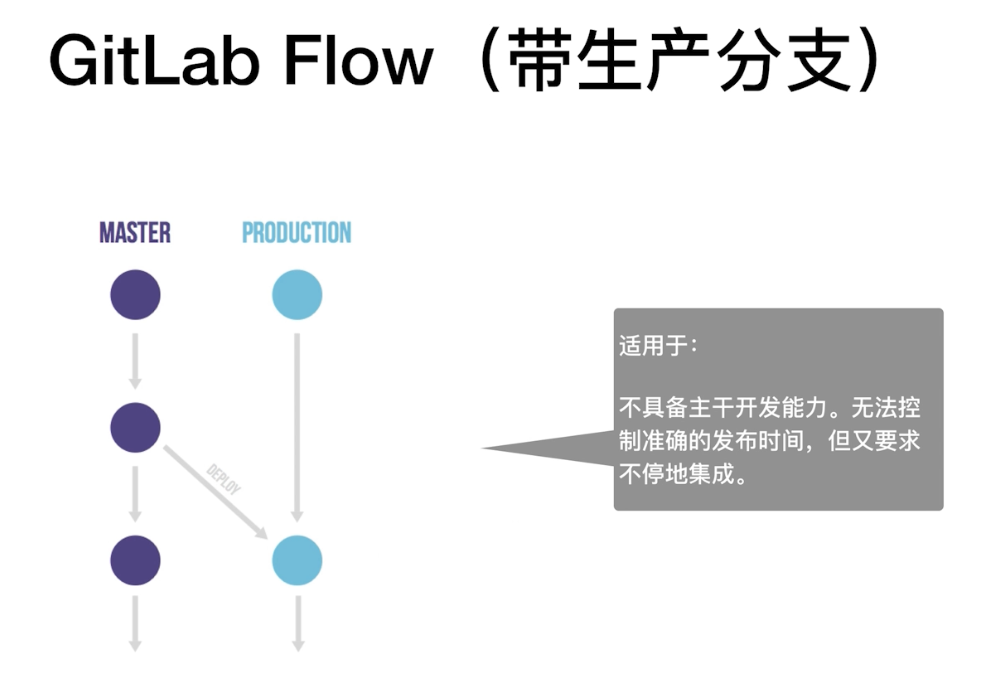 GitLab Flow（带生产分支）
MASTER
PRODUCTION
DEPLOY
适用于：
不具备主干开发能力。无法控
制准确的发布时间，但又要求
不停地集成。